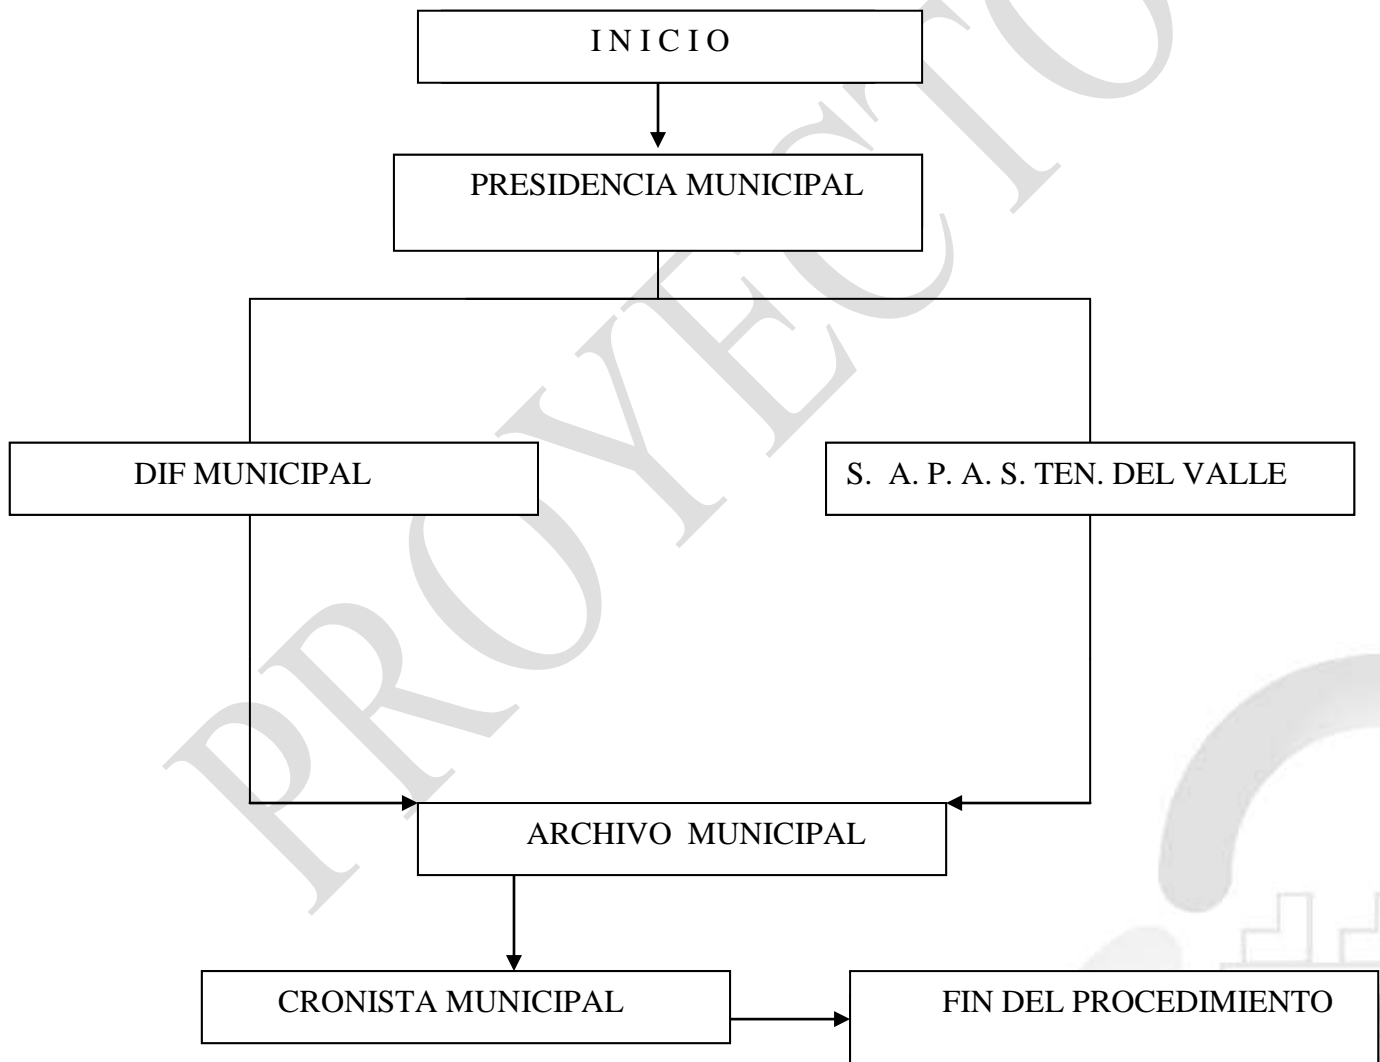 I N I C I O
PRESIDENCIA MUNICIPAL
DIF MUNICIPAL
S. A. P. A. S. TEN. DEL VALLE
ARCHIVO MUNICIPAL
CRONISTA MUNICIPAL
FIN DEL PROCEDIMIENTO
PROYECTO